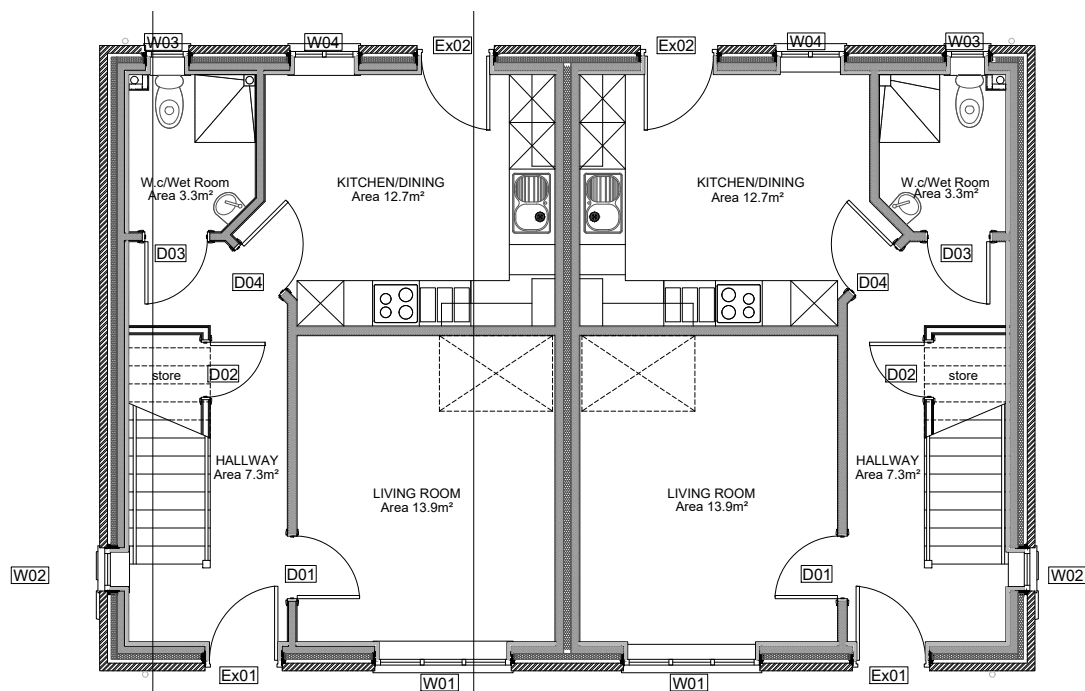 W03
W04
Ex02
Ex02
W04
W03
W.c/Wet Room
Area 3.3m²
KITCHEN/DINING
Area 12.7m²
KITCHEN/DINING
Area 12.7m²
W.c/Wet Room
Area 3.3m²
D03
D04
D04
D03
store
D02
D02
store
HALLWAY
Area 7.3m²
LIVING ROOM
Area 13.9m²
LIVING ROOM
Area 13.9m²
HALLWAY
Area 7.3m²
W02
D01
D01
W02
Ex01
W01
W01
Ex01